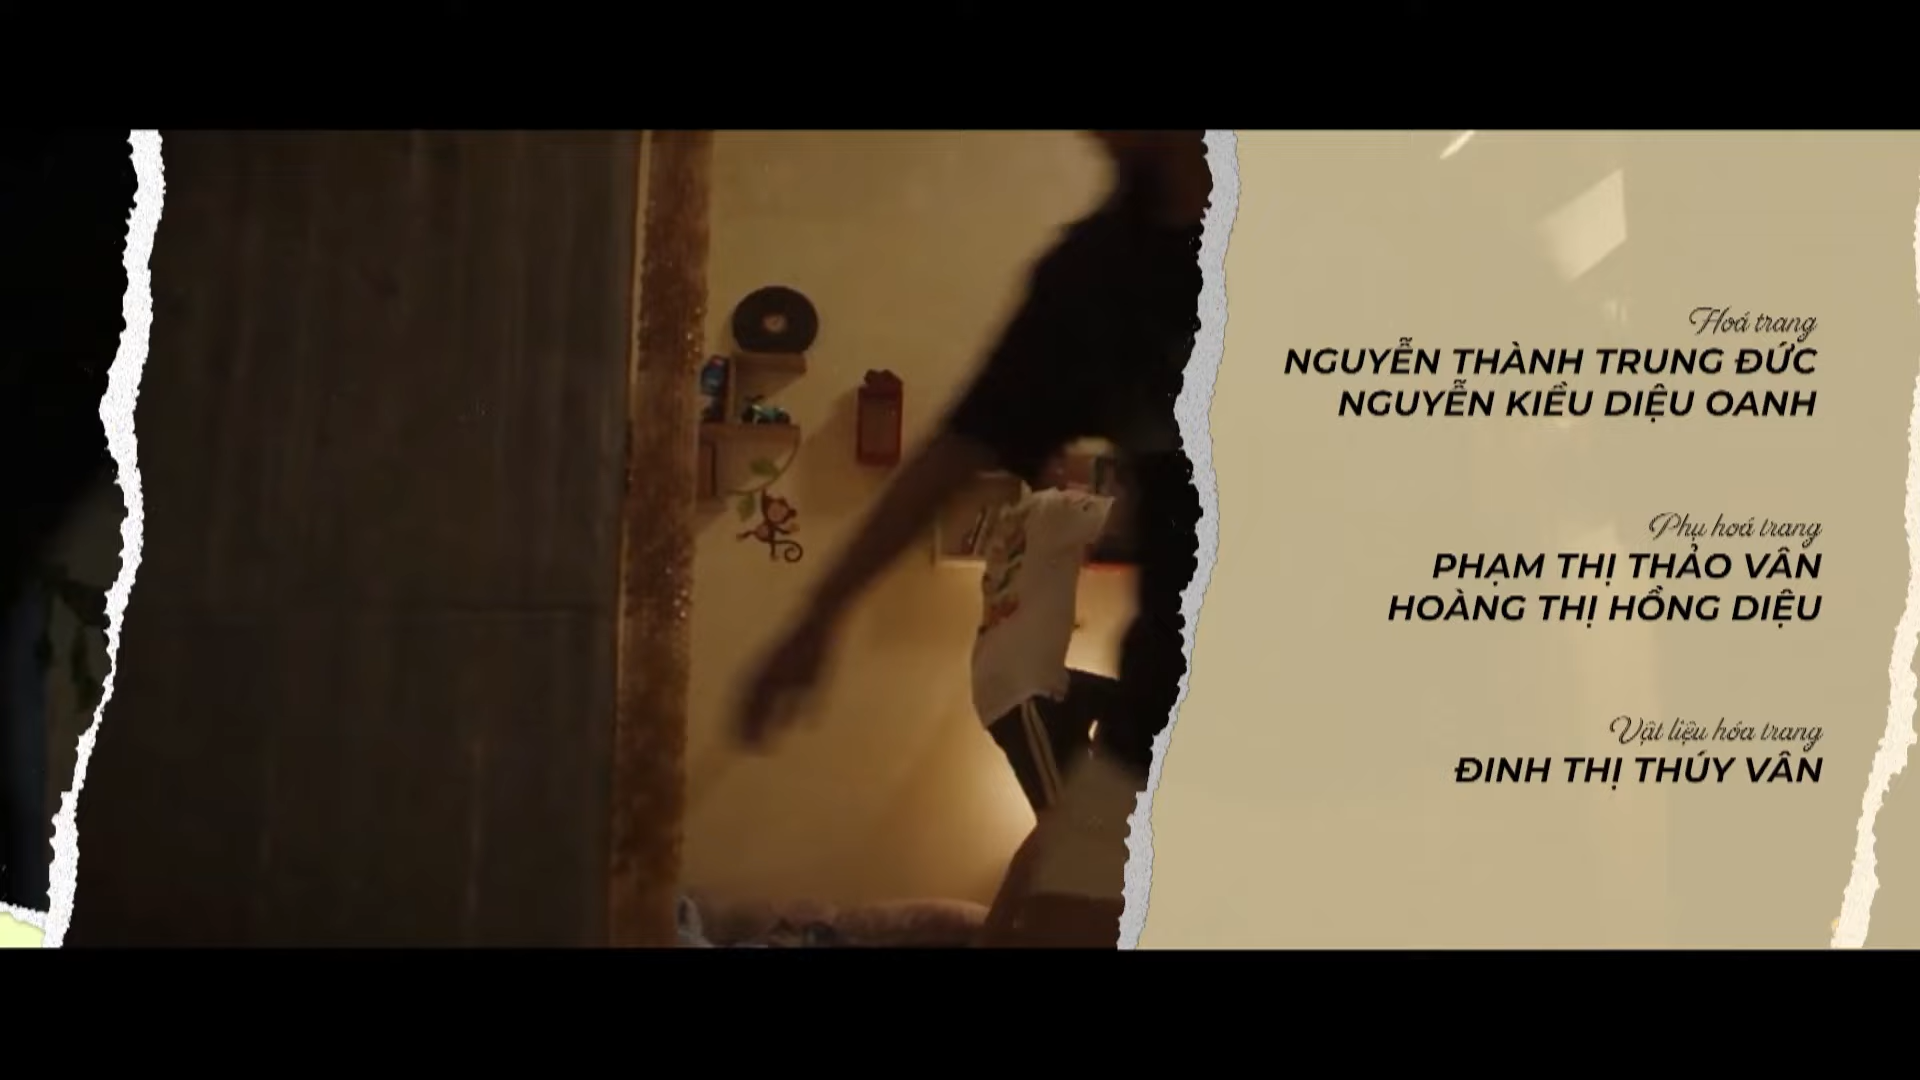 Hoá trang
NGUYỄN THÀNH TRUNG ĐỨC
NGUYỄN KIỀU DIỆU OANH
Phụ hoá trang
PHẠM THỊ THẢO VÂN
HOÀNG THỊ HỒNG DIỆU
Vật liệu hóa trang
ĐINH THỊ THÚY VÂN